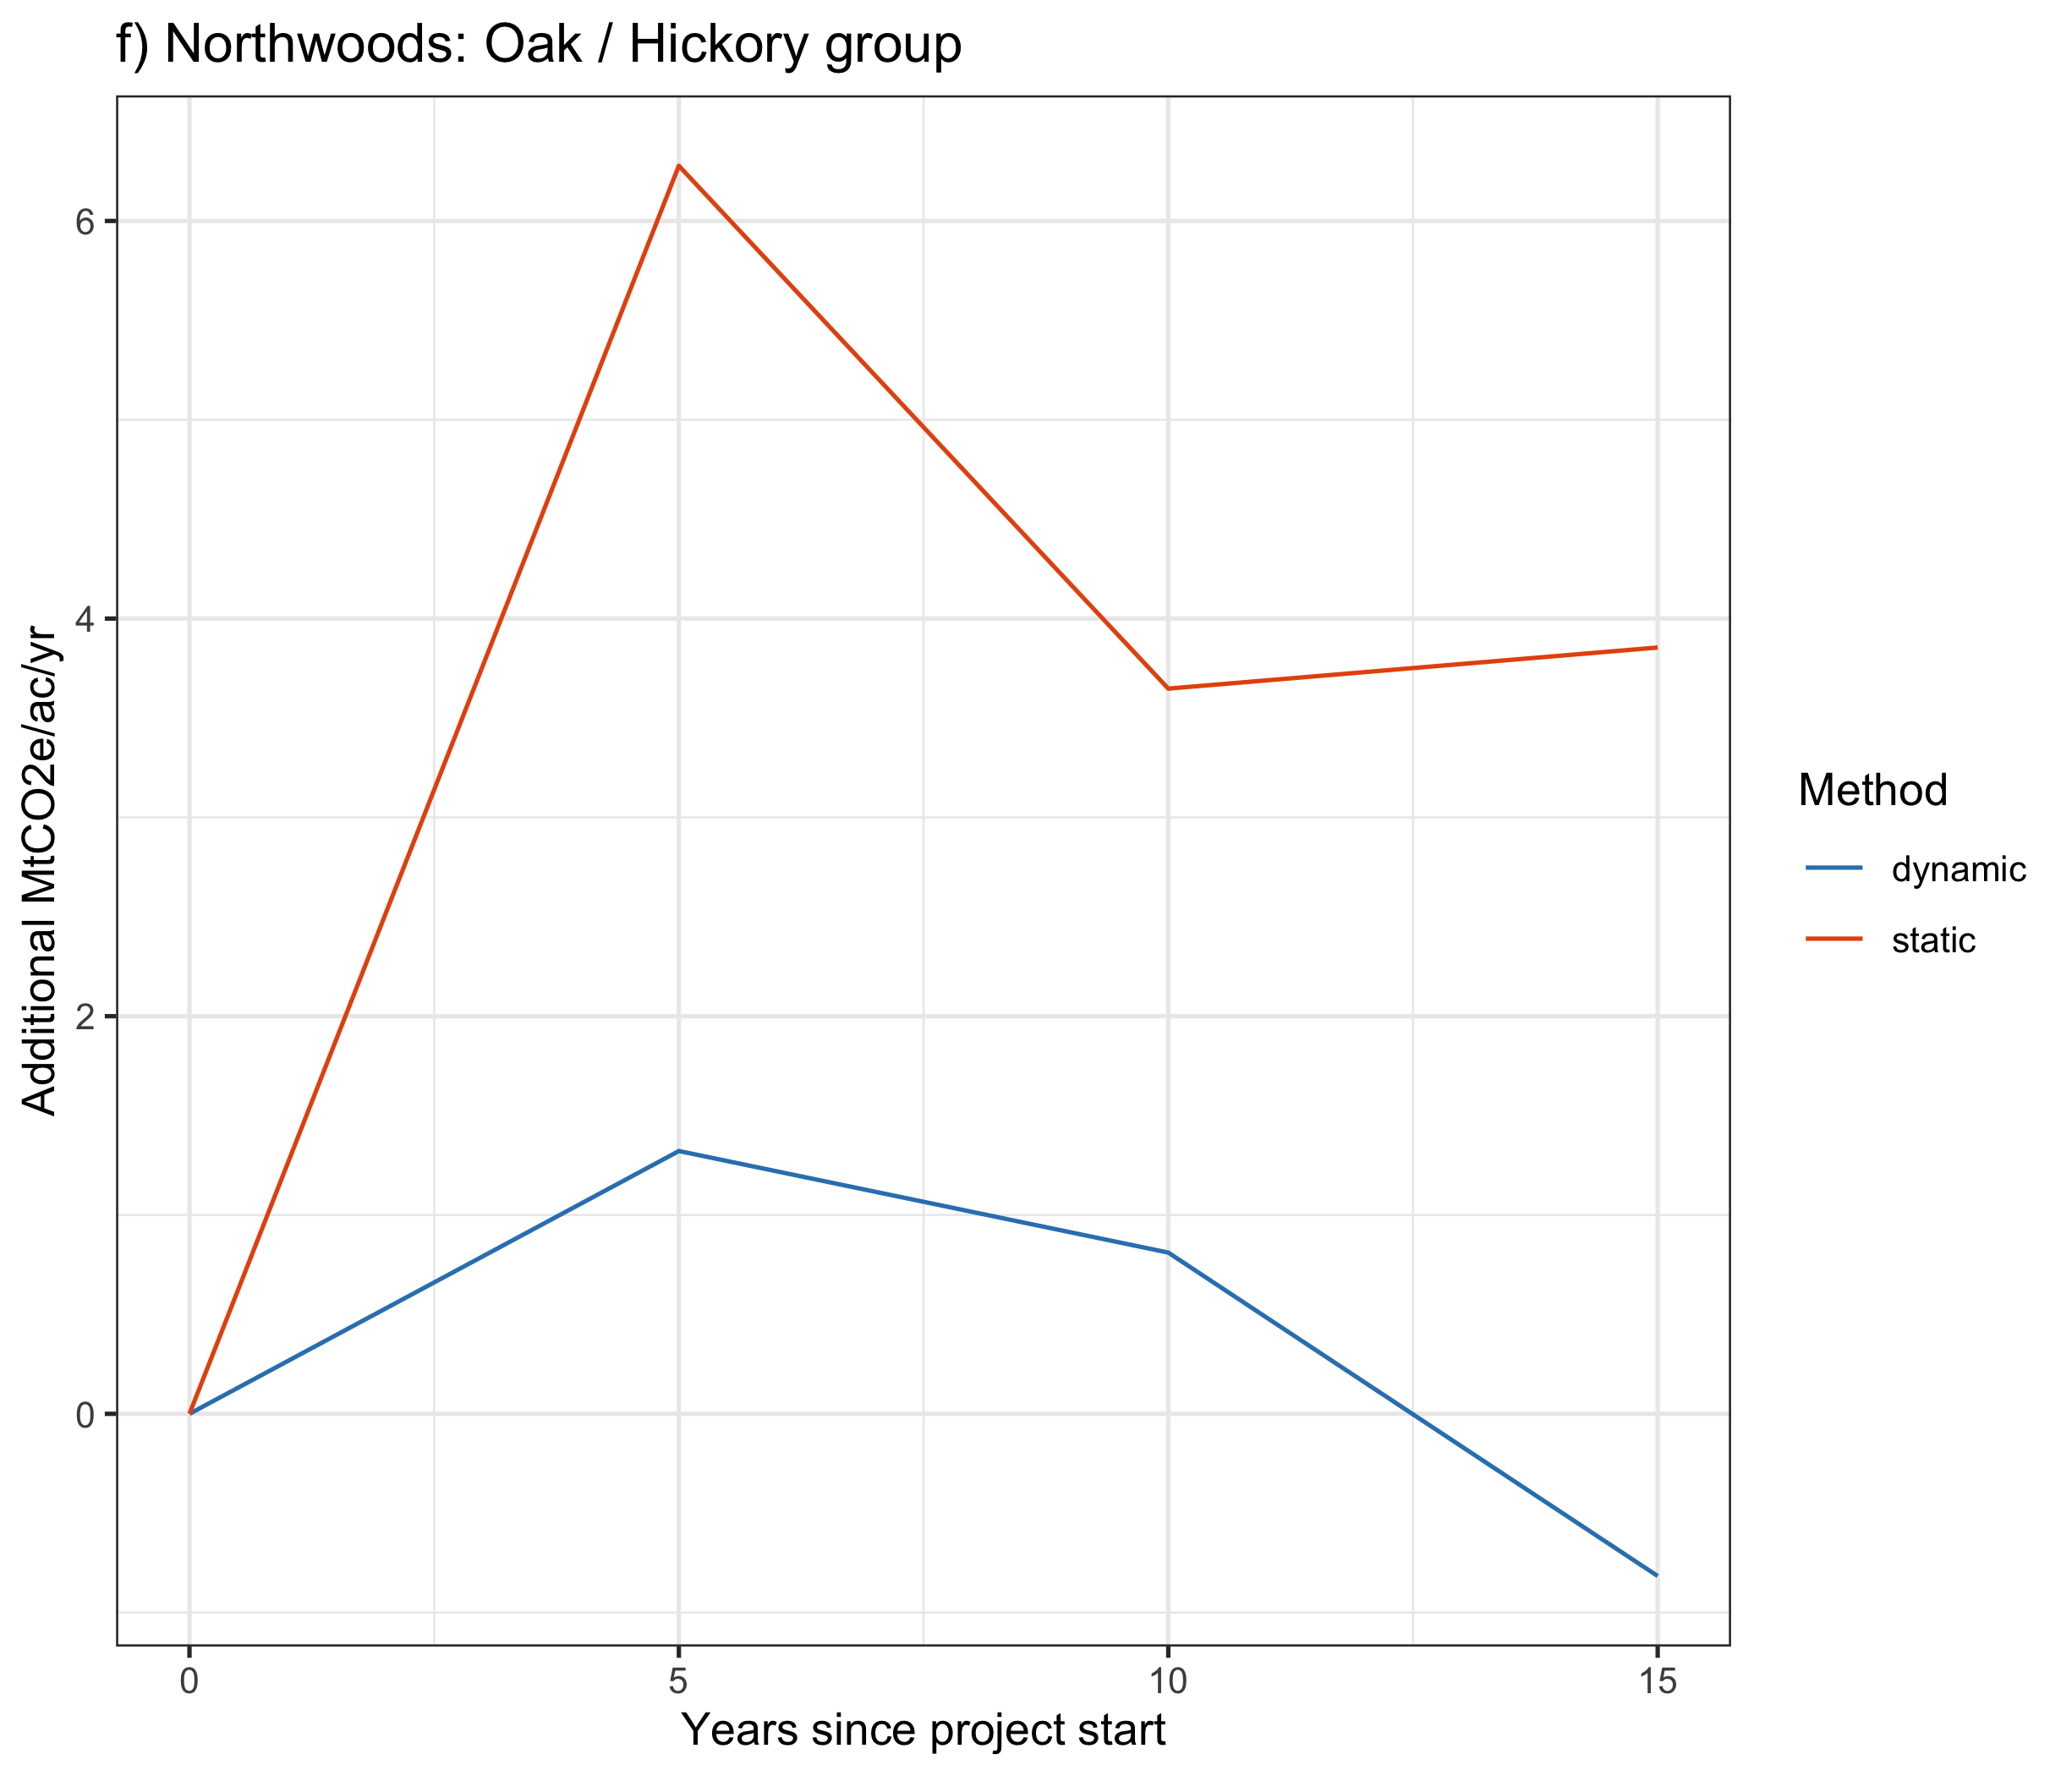 f) Northwoods: Oak / Hickory group
Additional MtCO2e/ac/yr
6
4
2
0
0
5
10
15
Years since project start
Method
dynamic
static